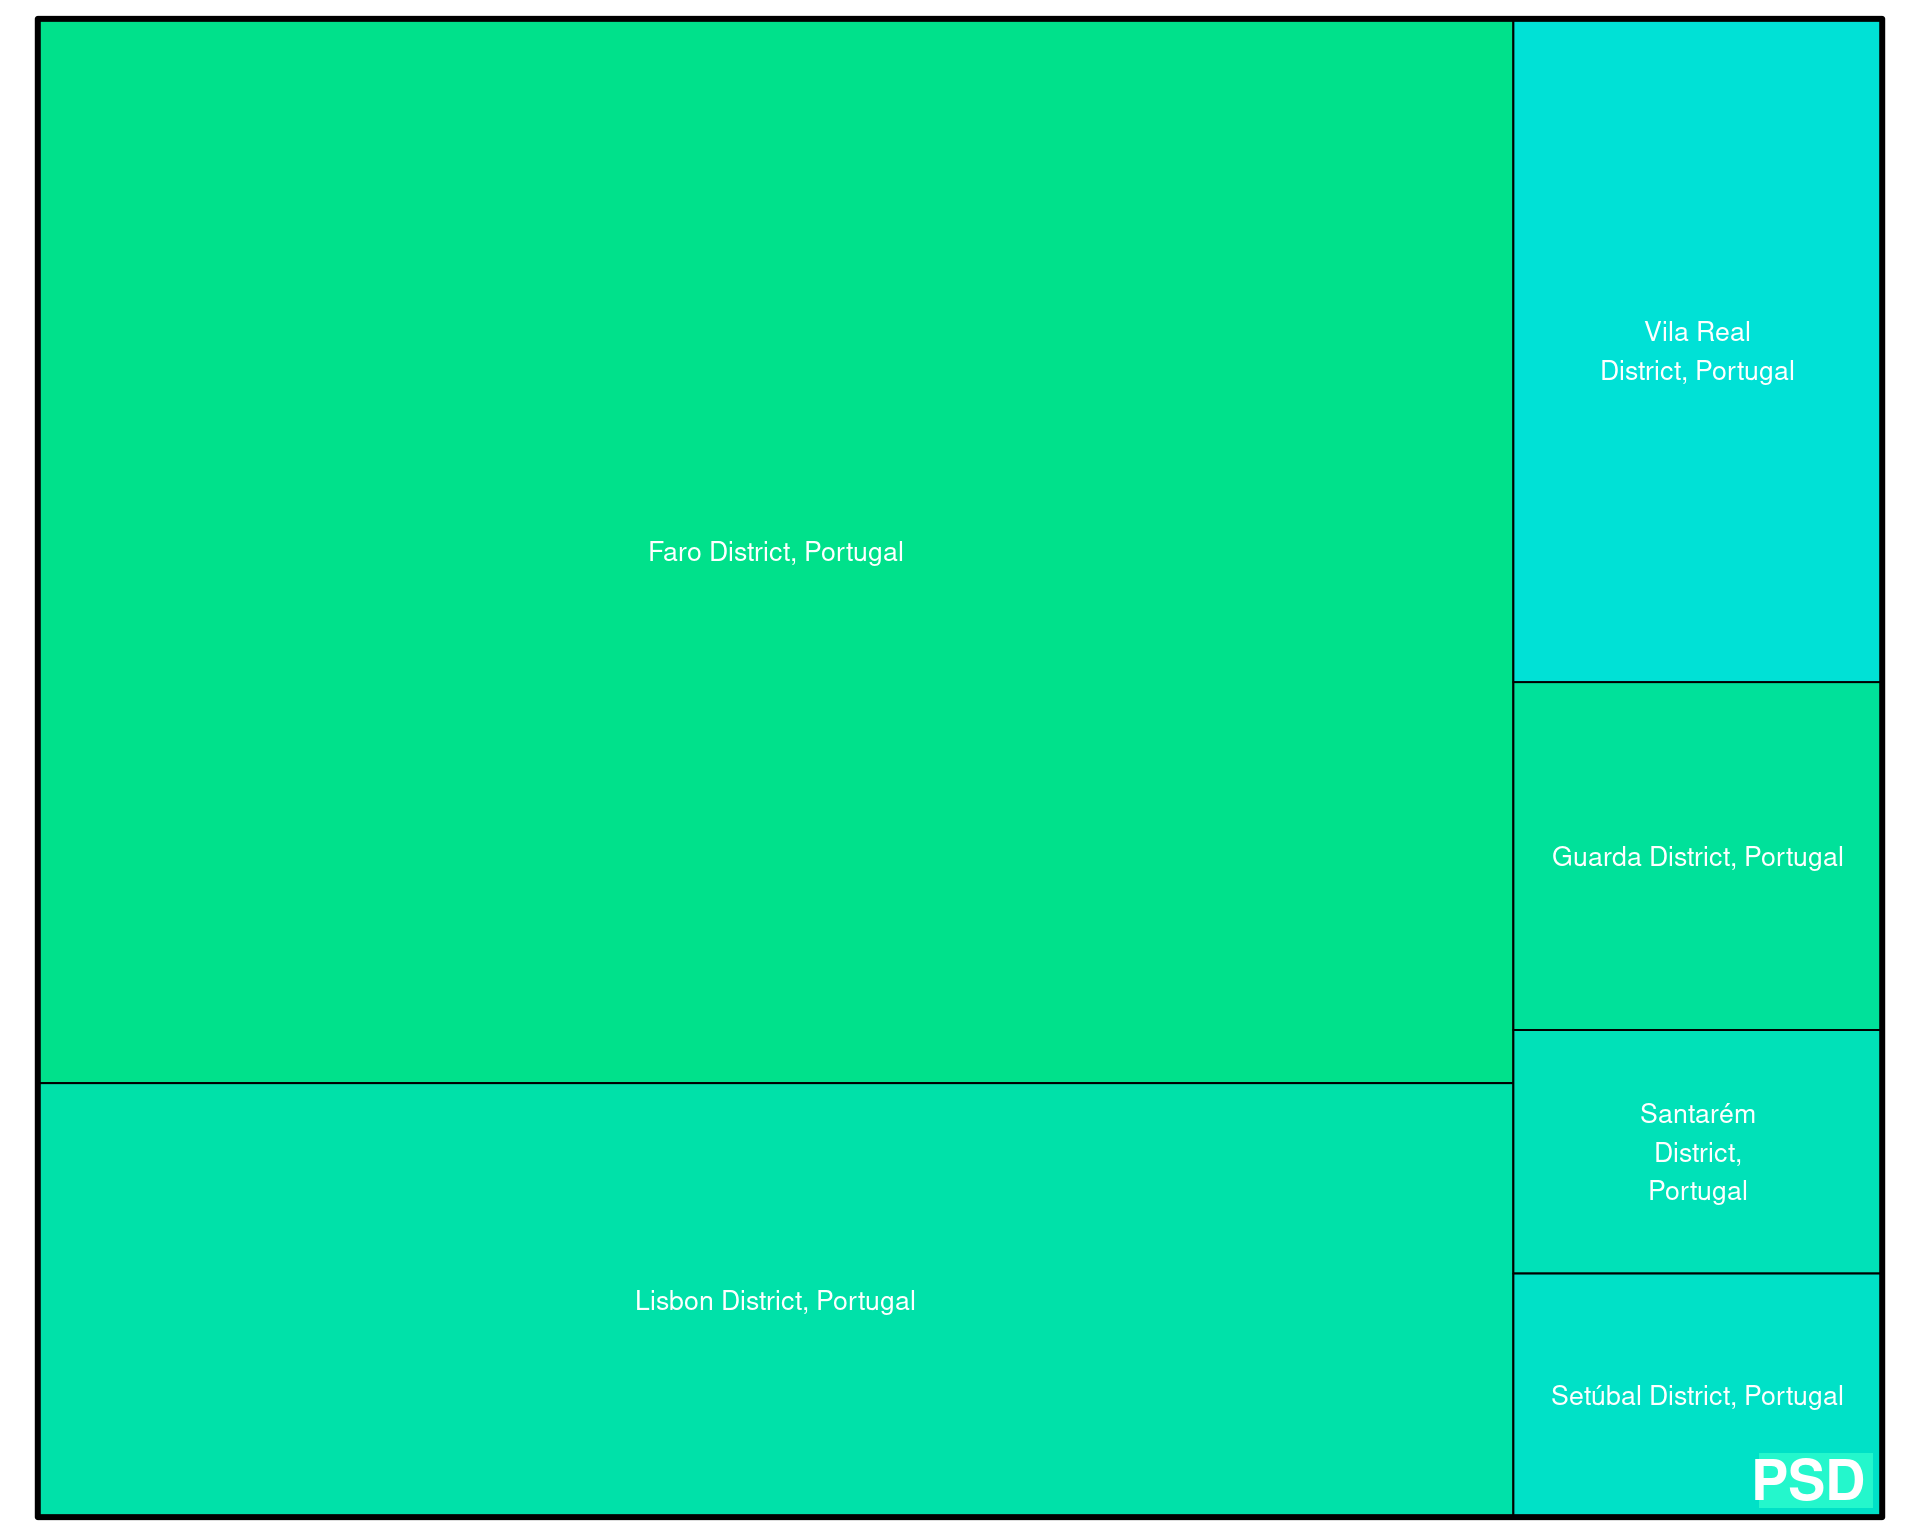 Vila Real
District, Portugal
Faro District, Portugal
Guarda District, Portugal
Santarém
District,
Portugal
Lisbon District, Portugal
Setúbal District, Portugal
PSD